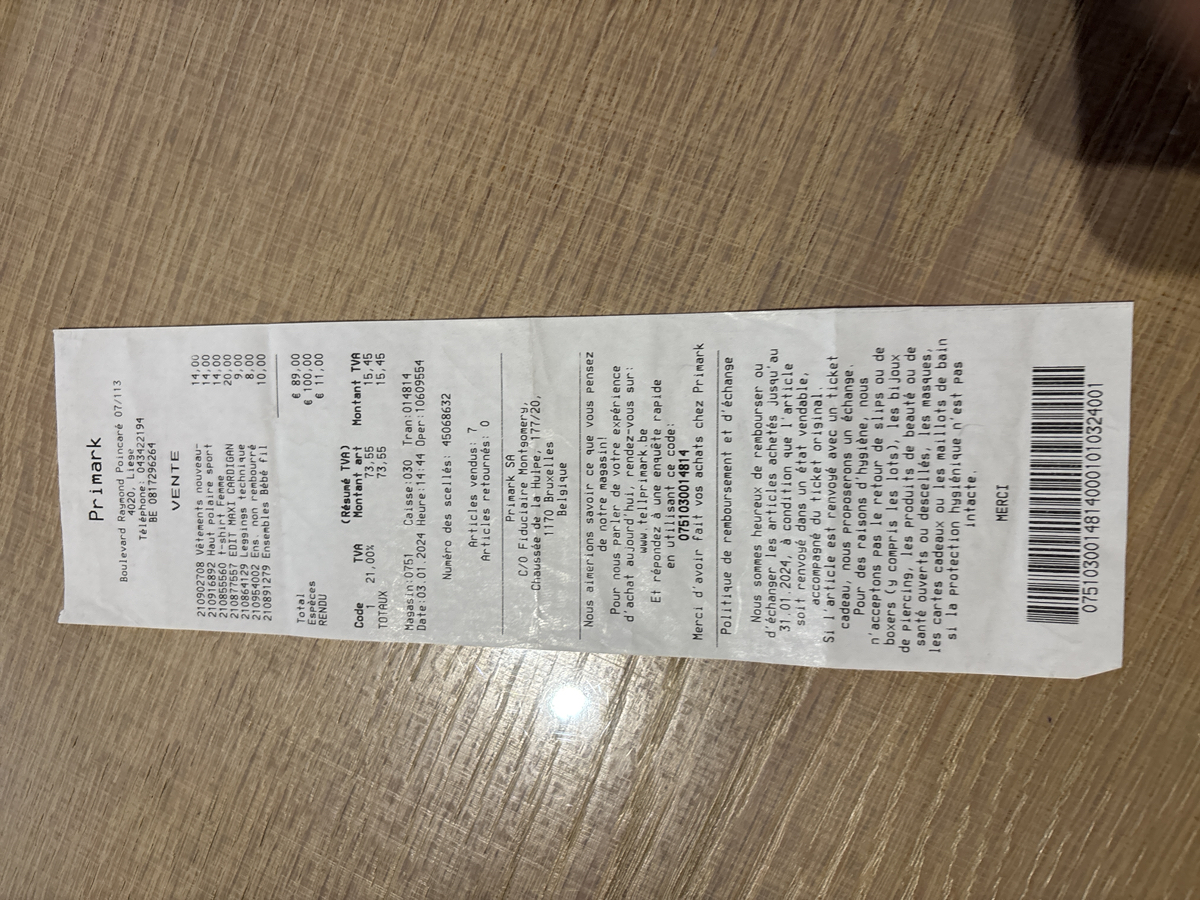 Primark
Boulevard Raymond Poincaré 07/113
4020, Liege
Téléphone: 0434422194
BE 0817296264
VENTE
210902708 Vêtements nouveau- 14,00
210916892 Haut polaire sport 14,00
210855560 T-shirt Femme 14,00
210877557 EDIT MAXI CARDIGAN 20,00
210864129 Leggings technique 9,00
210954002 Ens. non rembourré 8,00
210891279 Ensembles Bébé fil 10,00
Total € 89,00
Espèces € 100,00
RENDU € 11,00
(Résumé TVA)
Code TVA Montant art Montant TVA
1 21,00% 73,55 15,45
TOTAUX 73,55 15,45
Magasin:0751 Caisse:030 Tran:014814
Date:03.01.2024 Heure:14:44 Oper:10609554
Numéro des scellés: 45068632
Articles vendus: 7
Articles retournés: 0
Primark SA
C/O Fiduciaire Montgomery,
Chaussée de la Hulpe, 177/20,
1170 Bruxelles
Belgique
Nous aimerions savoir ce que vous pensez
de notre magasin!
Pour nous parler de votre expérience
d'achat aujourd'hui, rendez-vous sur:
www.tellprimark.be
Et répondez à une enquête rapide
en utilisant ce code:
0751030014814
Merci d'avoir fait vos achats chez Primark
Politique de remboursement et d'échange
Nous sommes heureux de rembourser ou
d'échanger les articles achetés jusqu'au
31.01.2024, à condition que l'article
soit renvoyé dans un état vendable,
accompagné du ticket original.
Si l'article est renvoyé avec un ticket
cadeau, nous proposerons un échange.
Pour des raisons d'hygiène, nous
n'acceptons pas le retour de slips ou de
boxers (y compris les lots), les bijoux
de piercing, les produits de beauté ou de
santé ouverts ou descellés, les masques,
les cartes cadeaux ou les maillots de bain
si la protection hygiénique n'est pas
intacte.
MERCI
0751030014814000101032​4001